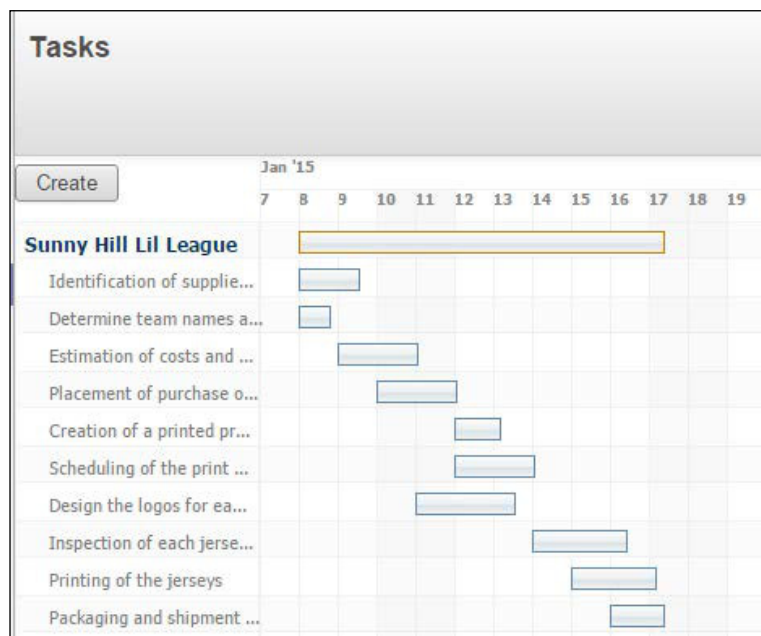 Tasks
Create
Jan '15
7 8 9 10 11 12 13 14 15 16 17 18 19
Sunny Hill Lil League
Identification of supplie...
Determine team names a...
Estimation of costs and ...
Placement of purchase o...
Creation of a printed pr...
Scheduling of the print ...
Design the logos for ea...
Inspection of each jerse...
Printing of the jerseys
Packaging and shipment ...